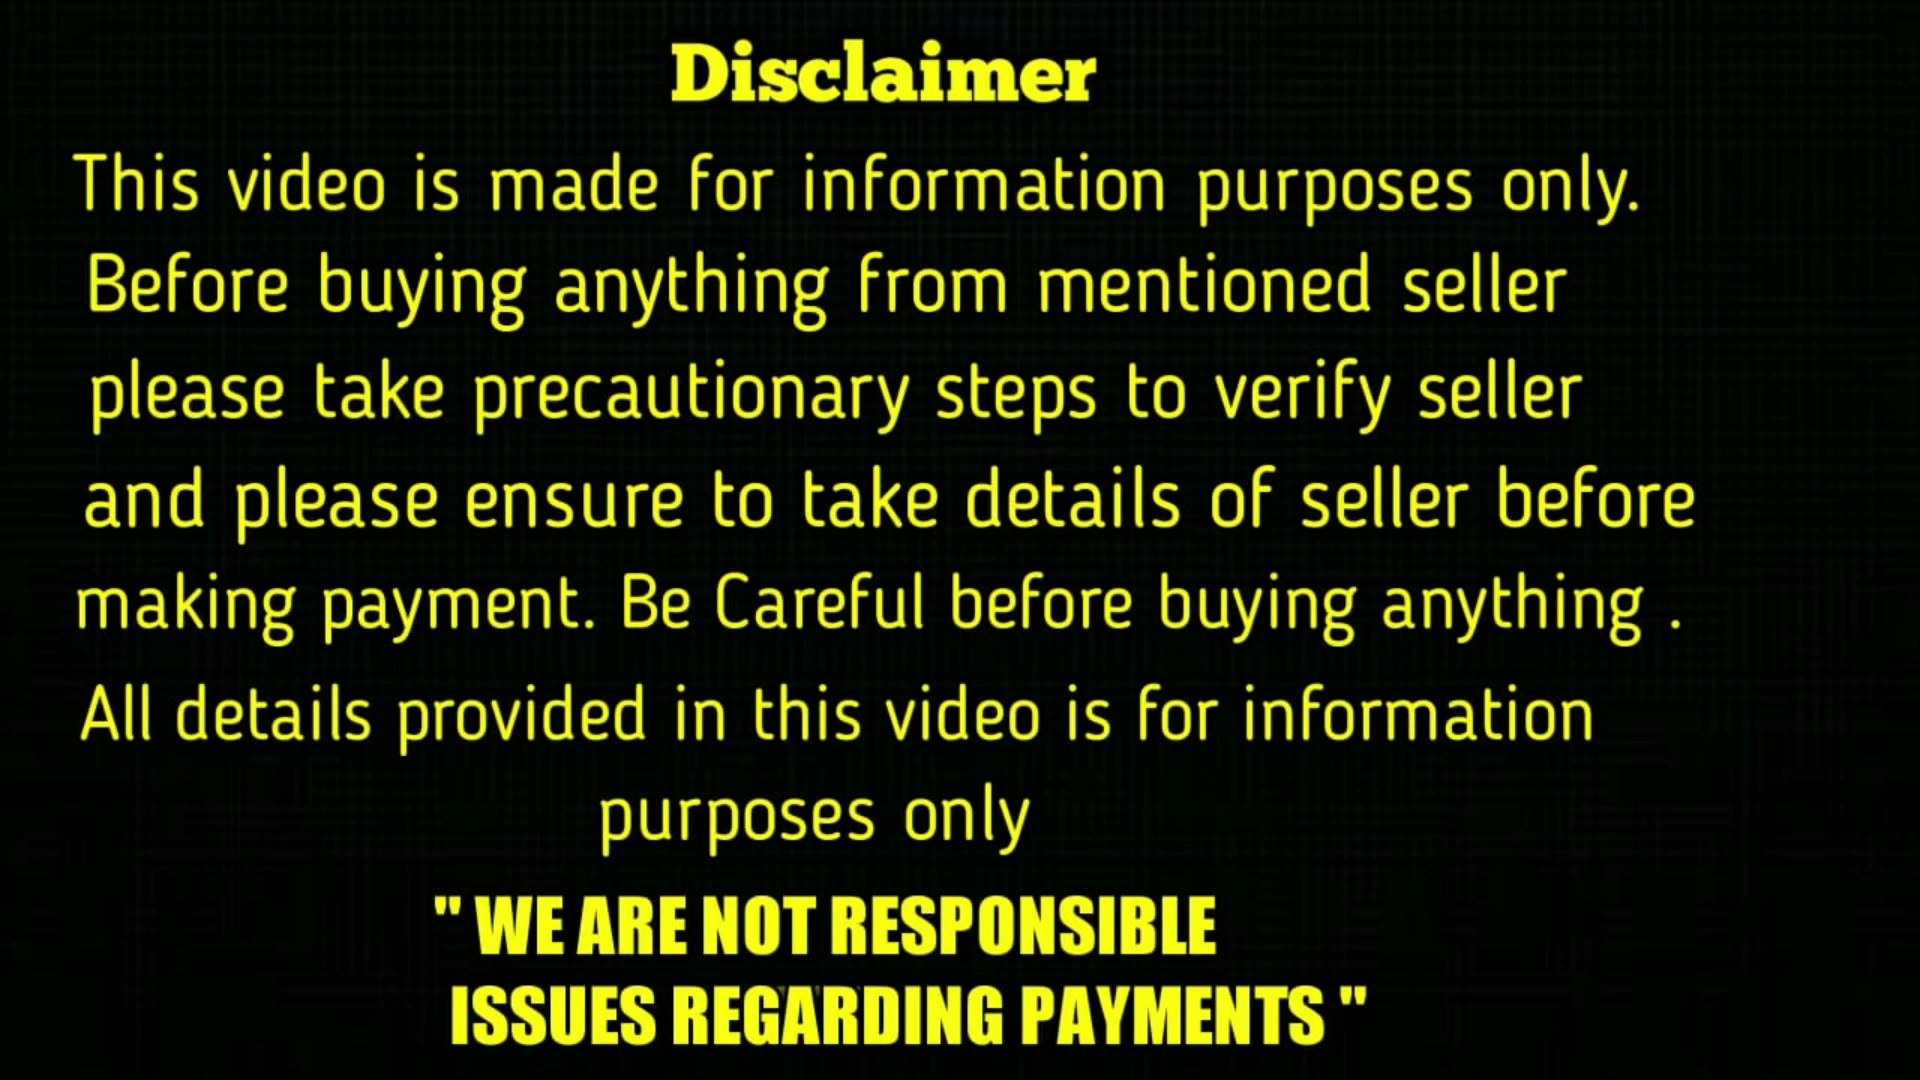 Disclaimer
This video is made for information purposes only.
Before buying anything from mentioned seller
please take precautionary steps to verify seller
and please ensure to take details of seller before
making payment. Be Careful before buying anything .
All details provided in this video is for information
purposes only
" WE ARE NOT RESPONSIBLE
ISSUES REGARDING PAYMENTS "